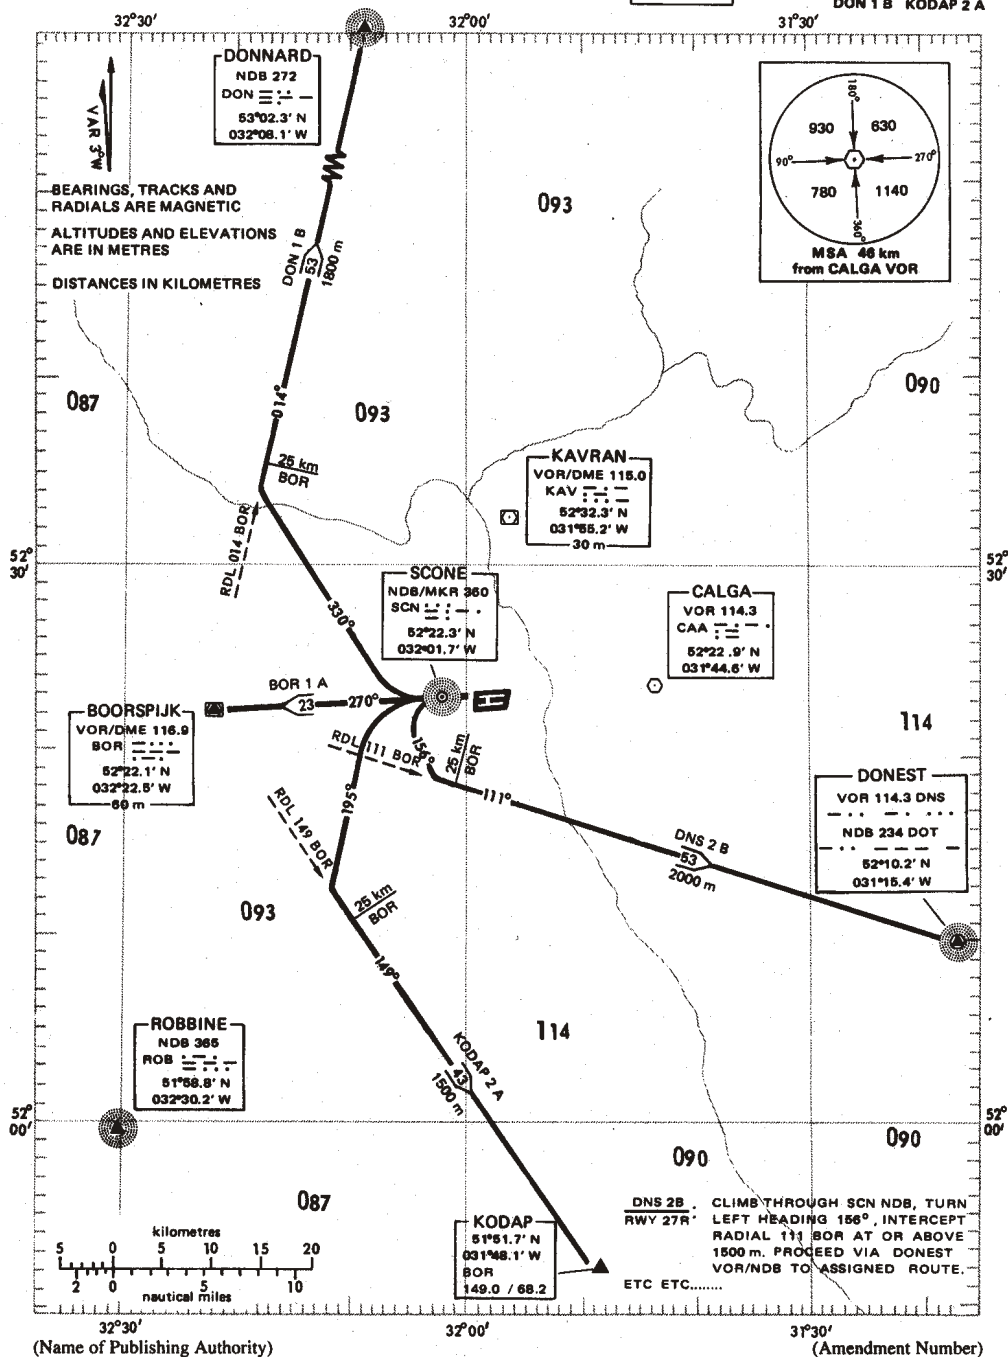 DON 1 B KODAP 2 A
32°30'
32°00'
31°30'
DONNARD
NDB 272
DON
53°02.3' N
032°08.1' W
VAR 3°W
BEARINGS, TRACKS AND
RADIALS ARE MAGNETIC
ALTITUDES AND ELEVATIONS
ARE IN METRES
DISTANCES IN KILOMETRES
180°
930
630
90°
270°
780
1140
360°
MSA 46 km
from CALGA VOR
093
DON 1 B
53
1800 m
014°
087
093
090
25 km
BOR
RDL 014 BOR
KAVRAN
VOR/DME 115.0
KAV
52°32.3' N
031°55.2' W
30 m
52°
30'
SCONE
NDB/MKR 360
SCN
52°22.3' N
032°01.7' W
CALGA
VOR 114.3
CAA
52°22.9' N
031°44.6' W
330°
BOR 1 A
23
270°
BOORSPIJK
VOR/DME 116.9
BOR
52°22.1' N
032°22.5' W
60 m
RDL 111 BOR
156°
25 km
BOR
111°
114
DONEST
VOR 114.3 DNS
NDB 234 DOT
52°10.2' N
031°15.4' W
087
195°
RDL 149 BOR
DNS 2 B
53
2000 m
093
25 km
BOR
149°
114
KODAP 2 A
43
1500 m
ROBBINE
NDB 365
ROB
51°58.8' N
032°30.2' W
52°
00'
52°
00'
090
090
087
kilometres
5 0 5 10 15 20
2 0 5 10
nautical miles
KODAP
51°51.7' N
031°48.1' W
BOR
149.0 / 68.2
DNS 2B
RWY 27R
CLIMB THROUGH SCN NDB, TURN
LEFT HEADING 156°, INTERCEPT
RADIAL 111 BOR AT OR ABOVE
1500 m. PROCEED VIA DONEST
VOR/NDB TO ASSIGNED ROUTE.
ETC ETC........
32°30'
32°00'
31°30'
(Name of Publishing Authority)
(Amendment Number)